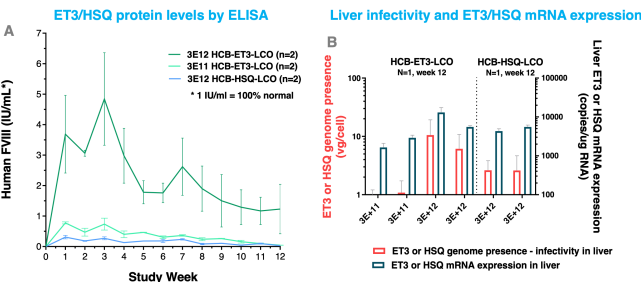 ET3/HSQ protein levels by ELISA
A
Human FVIII (IU/mL*)
7
6
5
4
3
2
1
0
3E12 HCB-ET3-LCO (n=2)
3E11 HCB-ET3-LCO (n=2)
3E12 HCB-HSQ-LCO (n=2)
* 1 IU/ml = 100% normal
0 1 2 3 4 5 6 7 8 9 10 11 12
Study Week
Liver infectivity and ET3/HSQ mRNA expression
B
HCB-ET3-LCO
N=1, week 12
HCB-HSQ-LCO
N=1, week 12
ET3 or HSQ genome presence
(vg/cell)
100
10
1
100000
10000
1000
100
Liver ET3 or HSQ mRNA expression
(copies/ug RNA)
3E+11 3E+11 3E+12 3E+12 3E+12 3E+12
ET3 or HSQ genome presence - infectivity in liver
ET3 or HSQ mRNA expression in liver